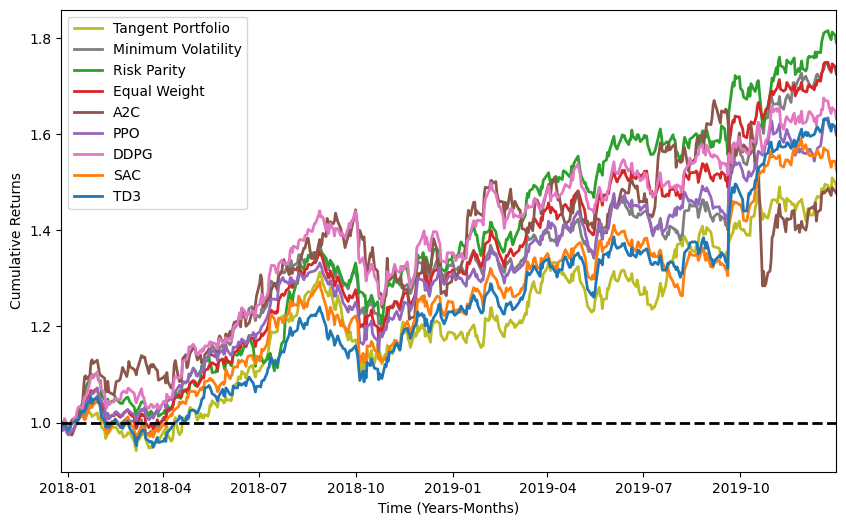 Tangent Portfolio
Minimum Volatility
Risk Parity
Equal Weight
A2C
PPO
DDPG
SAC
TD3
Cumulative Returns
1.8
1.6
1.4
1.2
1.0
2018-01 2018-04 2018-07 2018-10 2019-01 2019-04 2019-07 2019-10
Time (Years-Months)